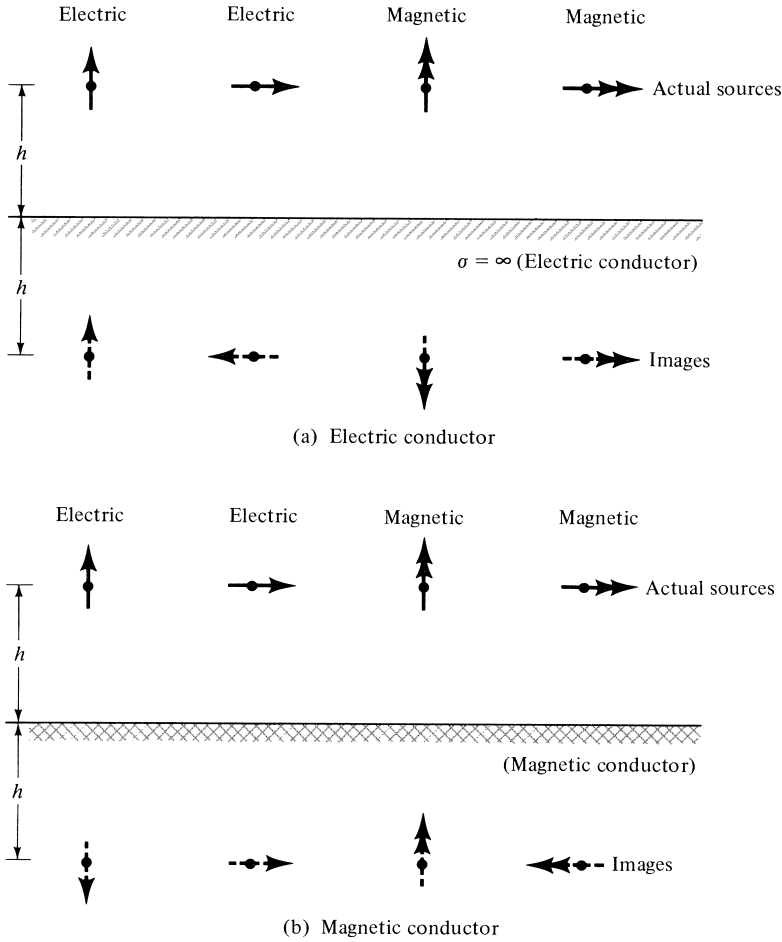 Electric Electric Magnetic Magnetic
Actual sources
h
σ = ∞ (Electric conductor)
h
Images
(a) Electric conductor
Electric Electric Magnetic Magnetic
Actual sources
h
(Magnetic conductor)
h
Images
(b) Magnetic conductor